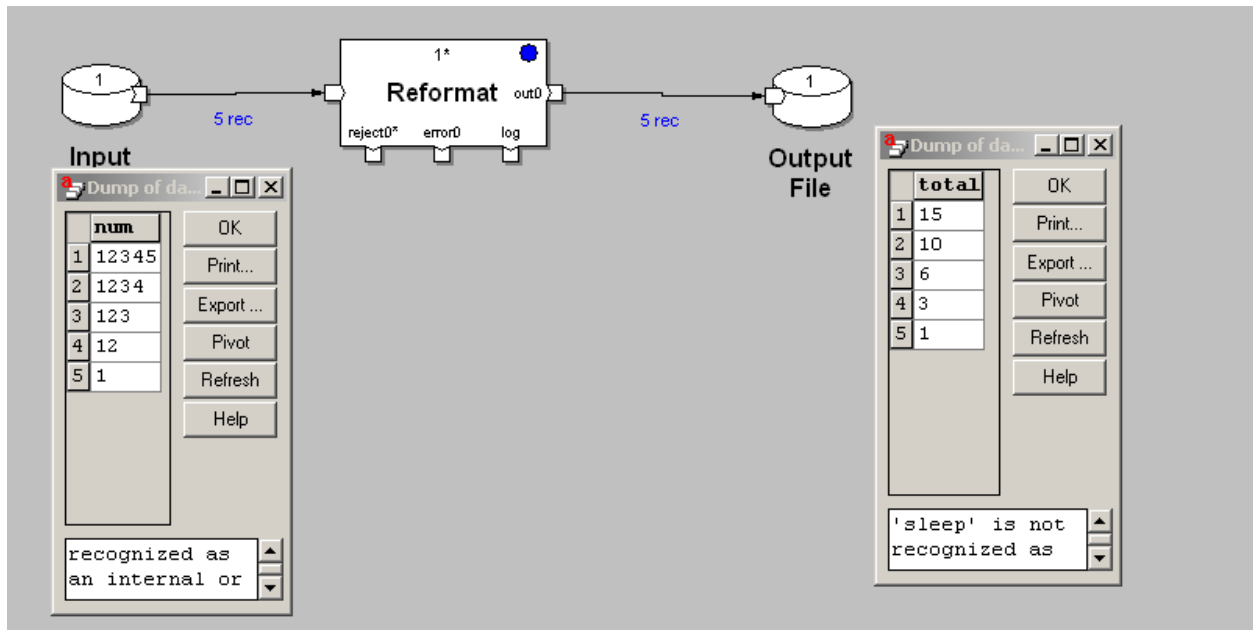 1
5 rec
1*
Reformat
out0
reject0*
error0
log
5 rec
1
Input
Output
File
Dump of da...
num
1 12345
2 1234
3 123
4 12
5 1
OK
Print...
Export ...
Pivot
Refresh
Help
recognized as
an internal or
Dump of da...
total
1 15
2 10
3 6
4 3
5 1
OK
Print...
Export ...
Pivot
Refresh
Help
'sleep' is not
recognized as